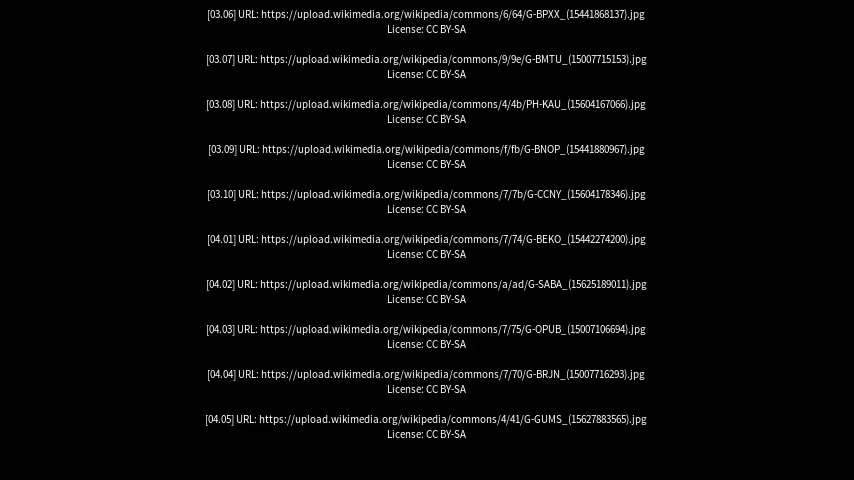 [03.06] URL: https://upload.wikimedia.org/wikipedia/commons/6/64/G-BPXX_(15441868137).jpg
License: CC BY-SA
[03.07] URL: https://upload.wikimedia.org/wikipedia/commons/9/9e/G-BMTU_(15007715153).jpg
License: CC BY-SA
[03.08] URL: https://upload.wikimedia.org/wikipedia/commons/4/4b/PH-KAU_(15604167066).jpg
License: CC BY-SA
[03.09] URL: https://upload.wikimedia.org/wikipedia/commons/f/fb/G-BNOP_(15441880967).jpg
License: CC BY-SA
[03.10] URL: https://upload.wikimedia.org/wikipedia/commons/7/7b/G-CCNY_(15604178346).jpg
License: CC BY-SA
[04.01] URL: https://upload.wikimedia.org/wikipedia/commons/7/74/G-BEKO_(15442274200).jpg
License: CC BY-SA
[04.02] URL: https://upload.wikimedia.org/wikipedia/commons/a/ad/G-SABA_(15625189011).jpg
License: CC BY-SA
[04.03] URL: https://upload.wikimedia.org/wikipedia/commons/7/75/G-OPUB_(15007106694).jpg
License: CC BY-SA
[04.04] URL: https://upload.wikimedia.org/wikipedia/commons/7/70/G-BRJN_(15007716293).jpg
License: CC BY-SA
[04.05] URL: https://upload.wikimedia.org/wikipedia/commons/4/41/G-GUMS_(15627883565).jpg
License: CC BY-SA